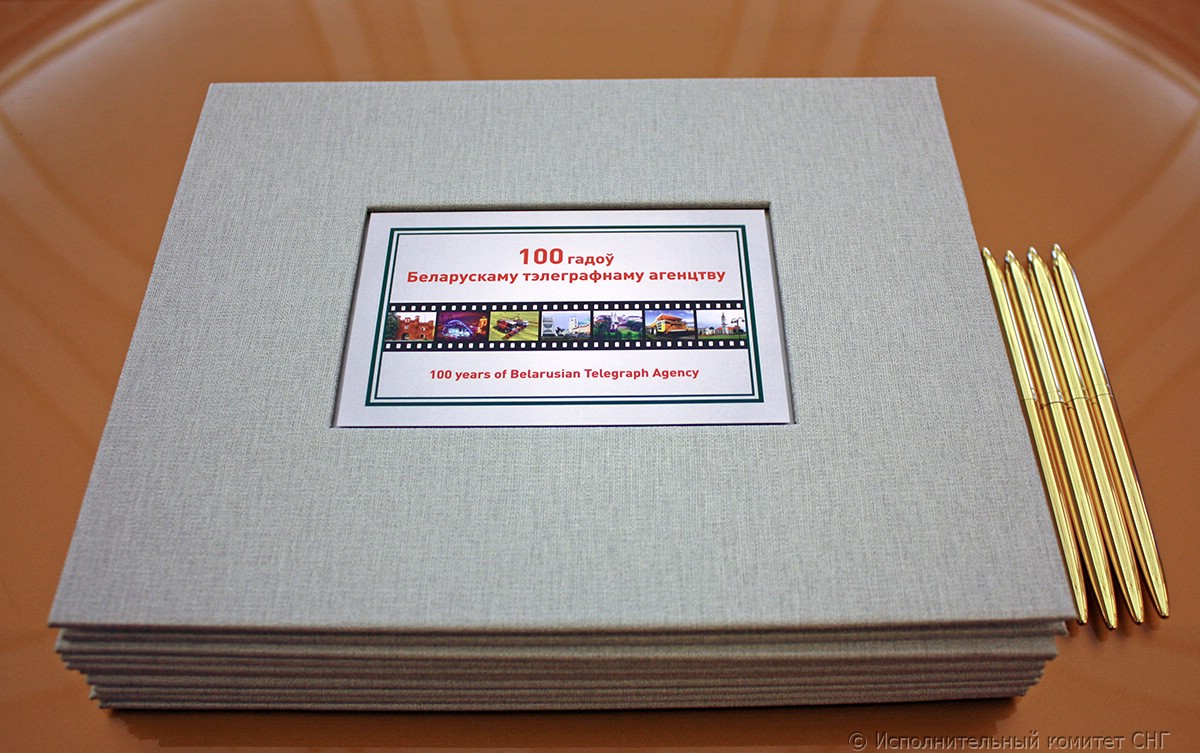 100 гадоў
Беларускаму тэлеграфнаму агенцтву
100 years of Belarusian Telegraph Agency
© Исполнительный комитет СНГ